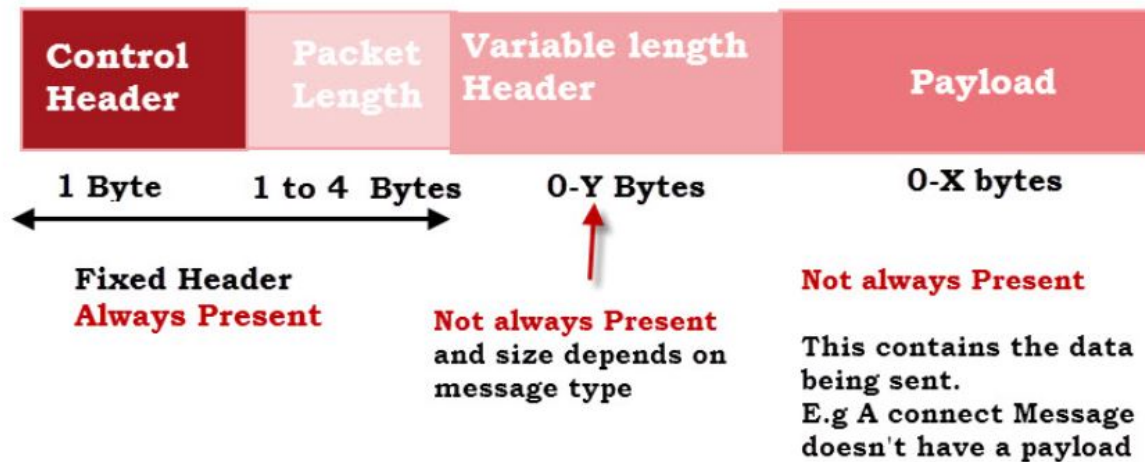 Control
Header
Packet
Length
Variable length
Header
Payload
1 Byte
1 to 4 Bytes
0-Y Bytes
0-X bytes
Fixed Header
Always Present
Not always Present
and size depends on
message type
Not always Present
This contains the data
being sent.
E.g A connect Message
doesn't have a payload